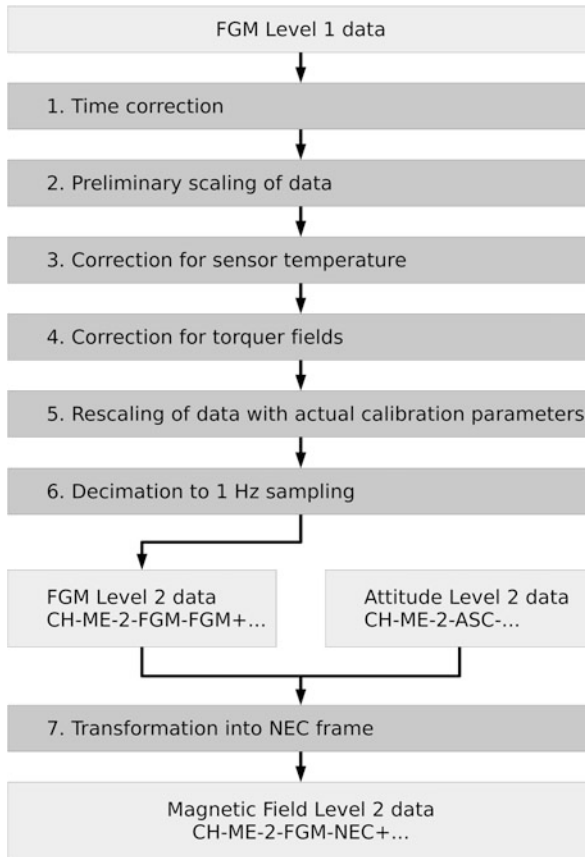 FGM Level 1 data
1. Time correction
2. Preliminary scaling of data
3. Correction for sensor temperature
4. Correction for torquer fields
5. Rescaling of data with actual calibration parameters
6. Decimation to 1 Hz sampling
FGM Level 2 data
CH-ME-2-FGM-FGM+...
Attitude Level 2 data
CH-ME-2-ASC-...
7. Transformation into NEC frame
Magnetic Field Level 2 data
CH-ME-2-FGM-NEC+...